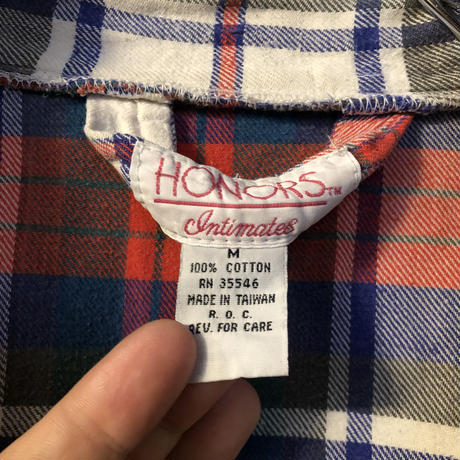 HONORS™
Intimates
M
100% COTTON
RN 35546
MADE IN TAIWAN
R. O. C.
REV. FOR CARE